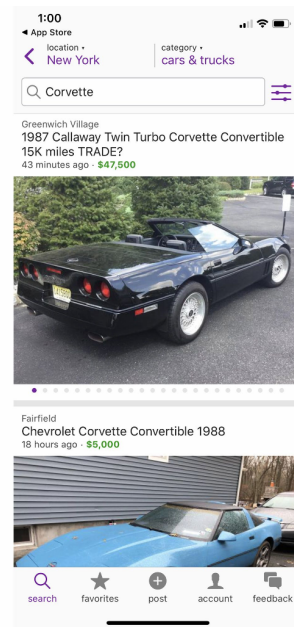 1:00
◀ App Store
location ▾
category ▾
New York
cars & trucks
Corvette
Greenwich Village
1987 Callaway Twin Turbo Corvette Convertible
15K miles TRADE?
43 minutes ago · $47,500
Fairfield
Chevrolet Corvette Convertible 1988
18 hours ago · $5,000
search
favorites
post
account
feedback